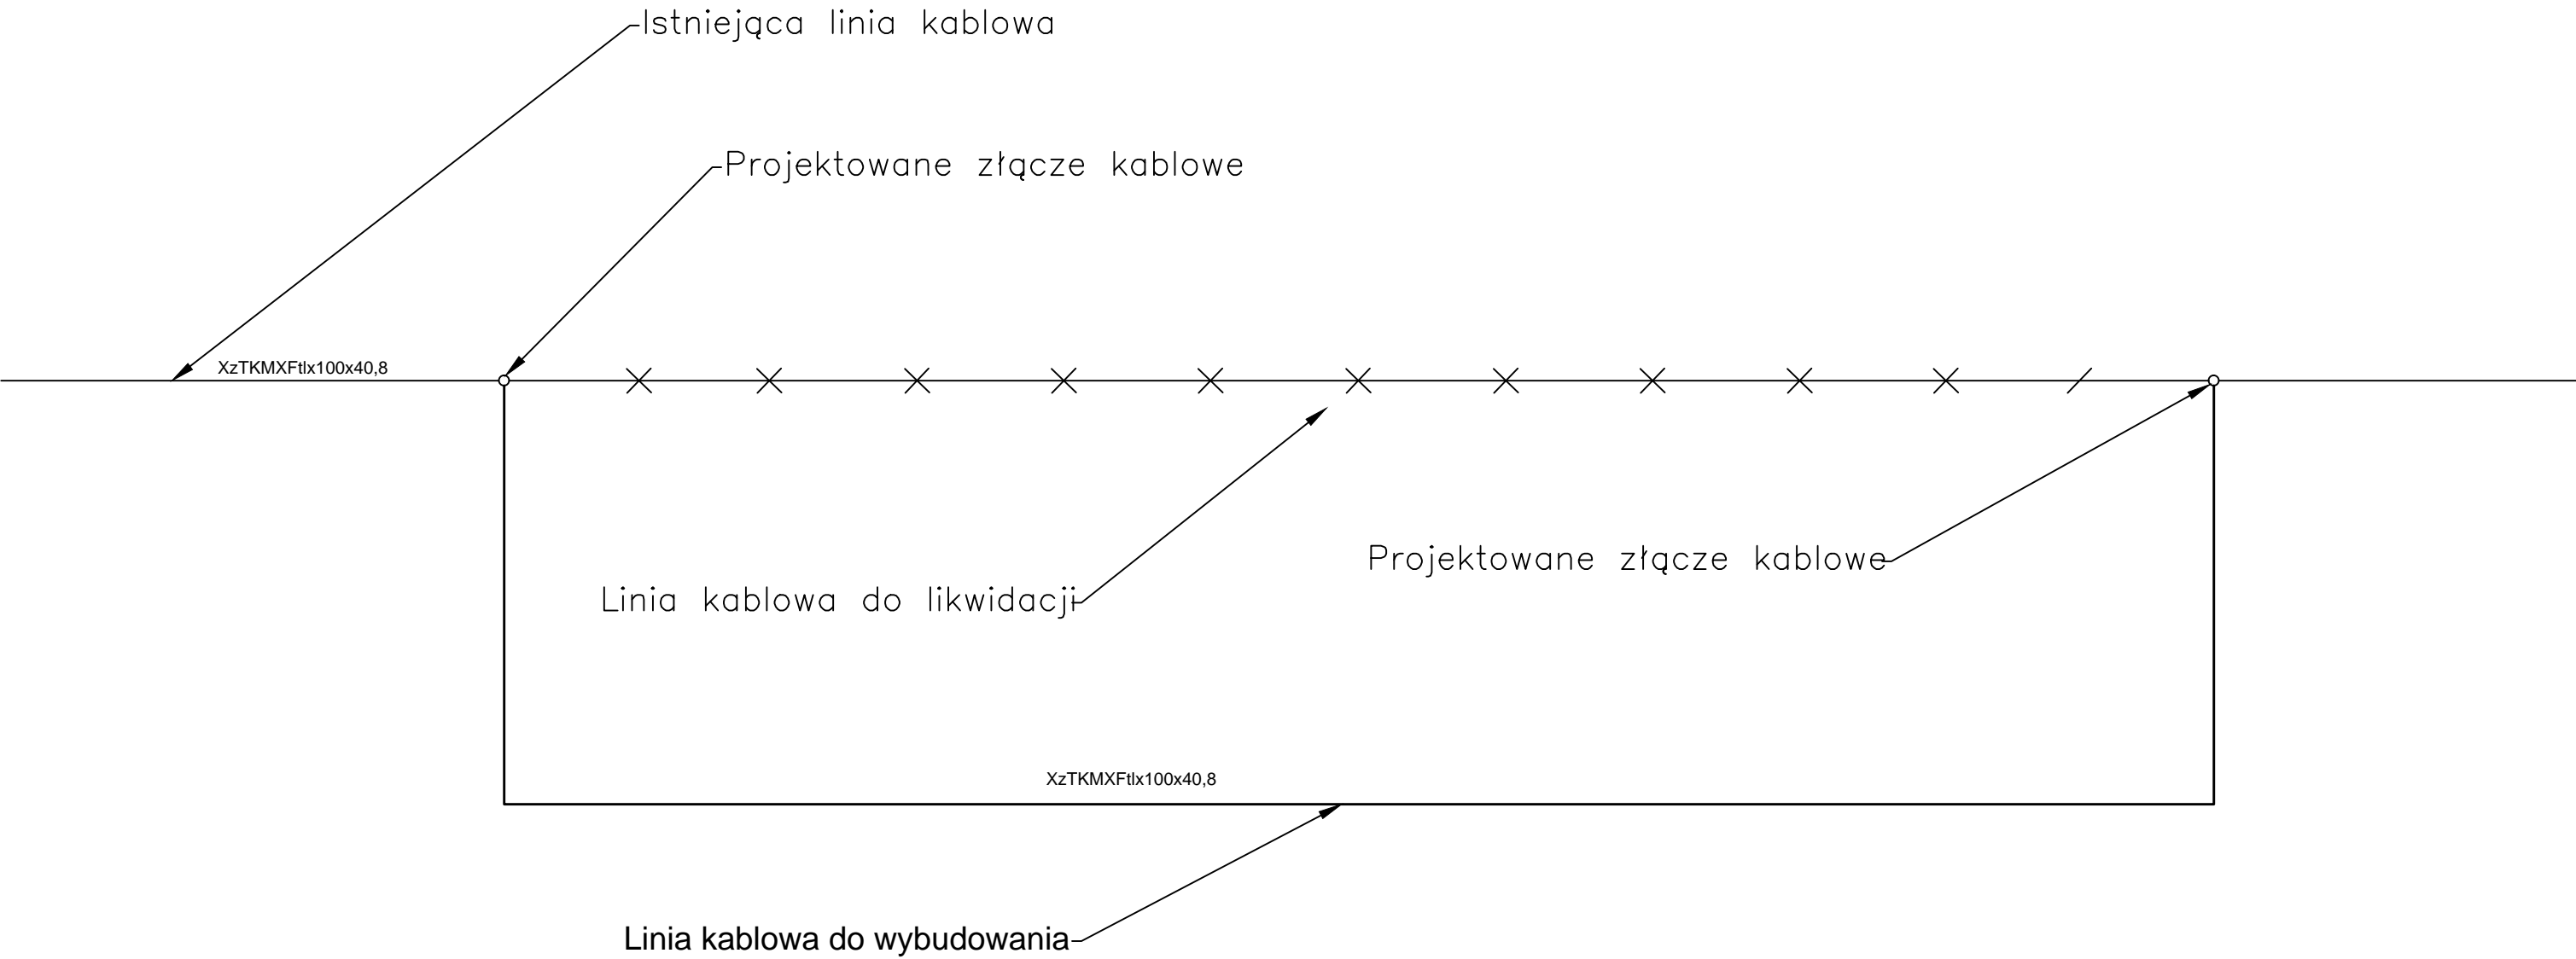 Istniejąca linia kablowa
Projektowane złącze kablowe
XzTKMXFtlx100x40,8
Projektowane złącze kablowe
Linia kablowa do likwidacji
XzTKMXFtlx100x40,8
Linia kablowa do wybudowania